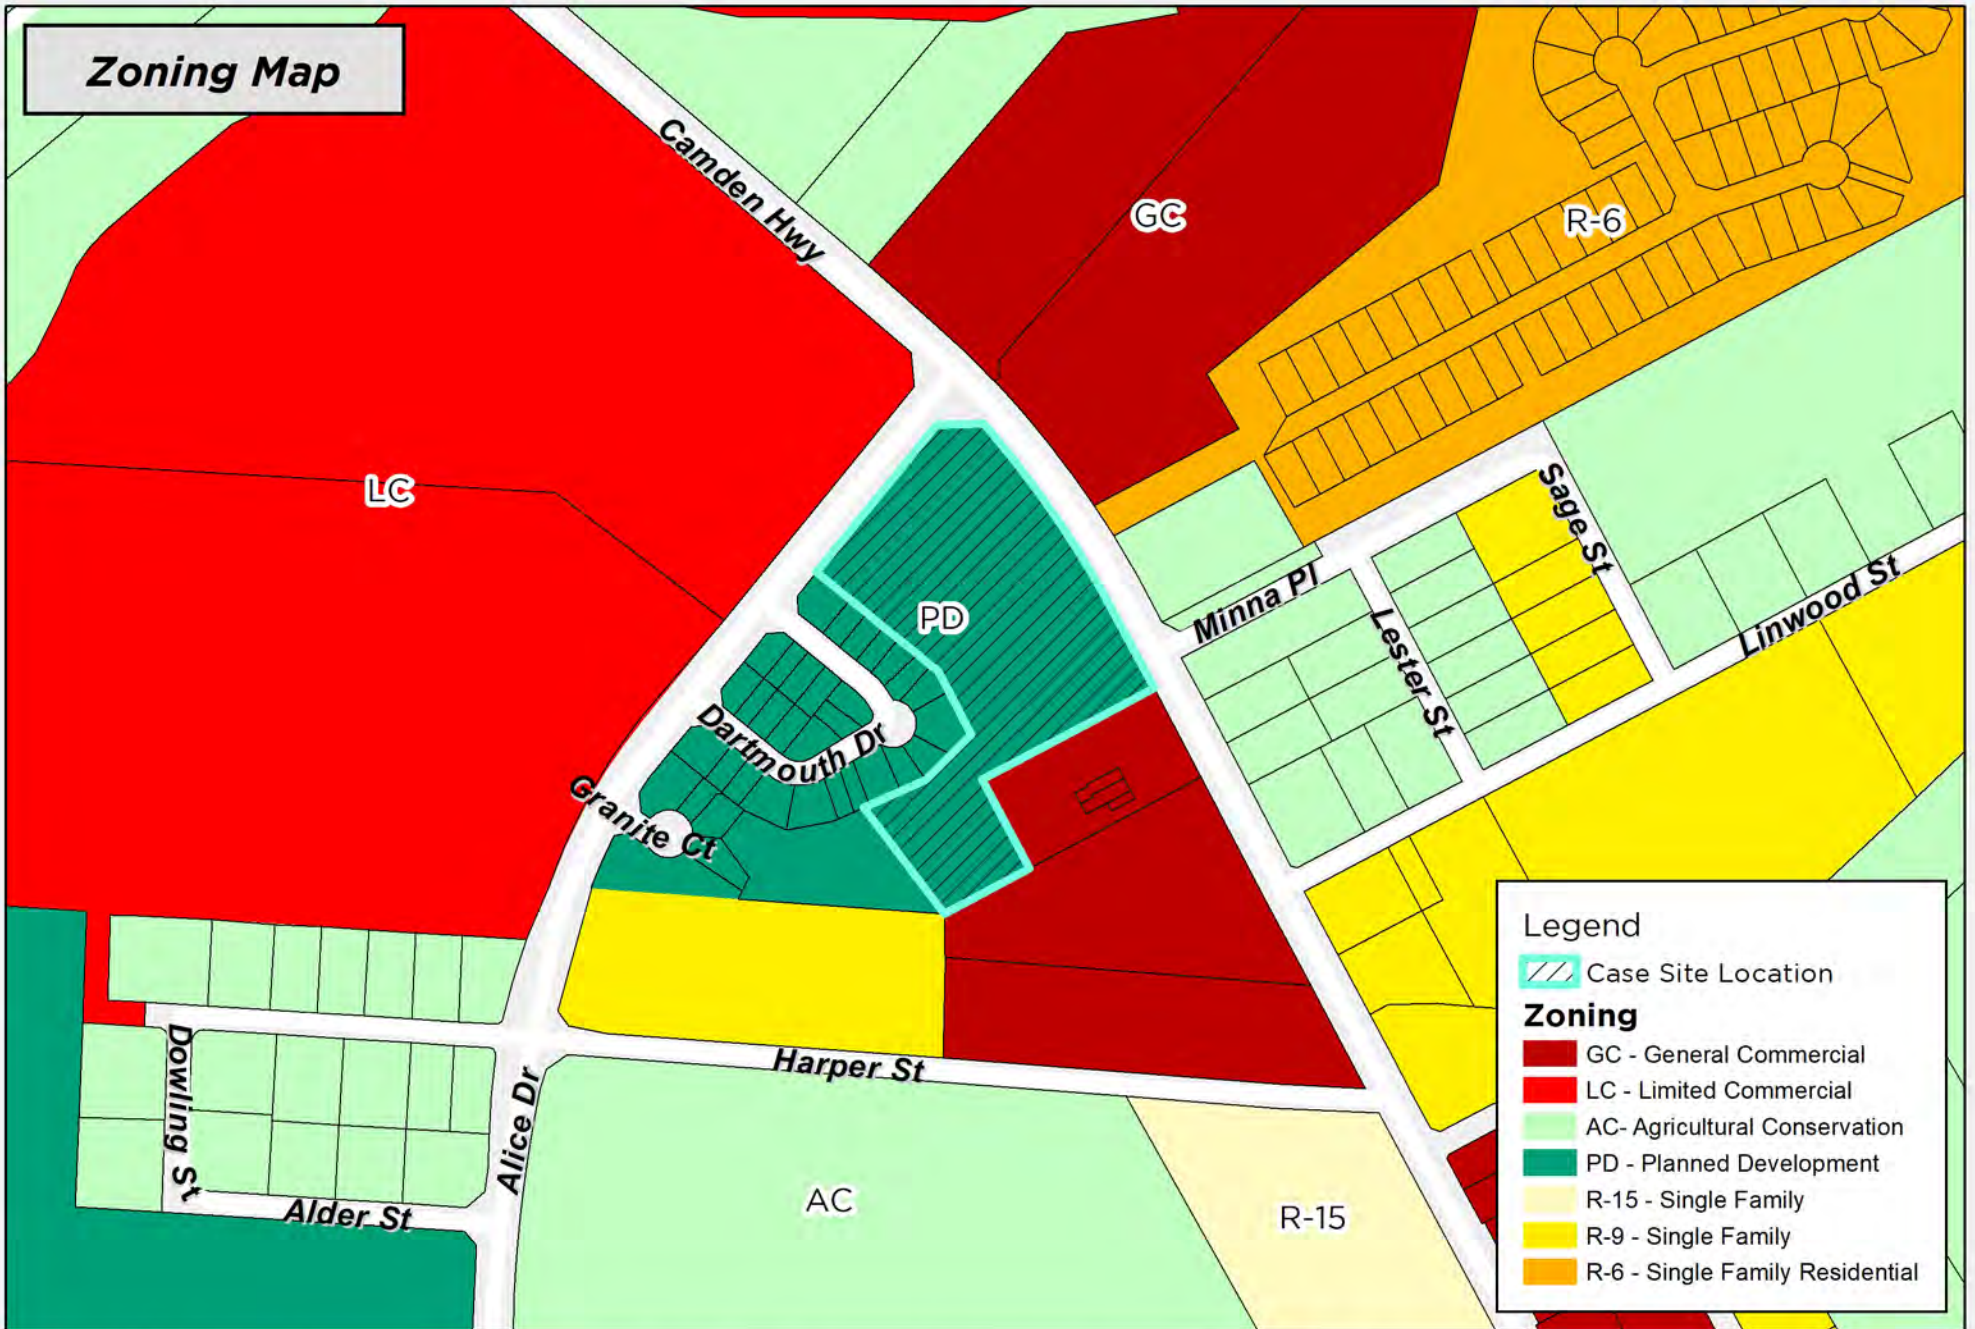 Zoning Map
Camden Hwy
GC
R-6
LC
Sage St
PD
Minna Pl
Lester St
Linwood St
Dartmouth Dr
Granite Ct
Dowling St
Harper St
Alice Dr
Alder St
AC
R-15
Legend
Case Site Location
Zoning
GC - General Commercial
LC - Limited Commercial
AC- Agricultural Conservation
PD - Planned Development
R-15 - Single Family
R-9 - Single Family
R-6 - Single Family Residential